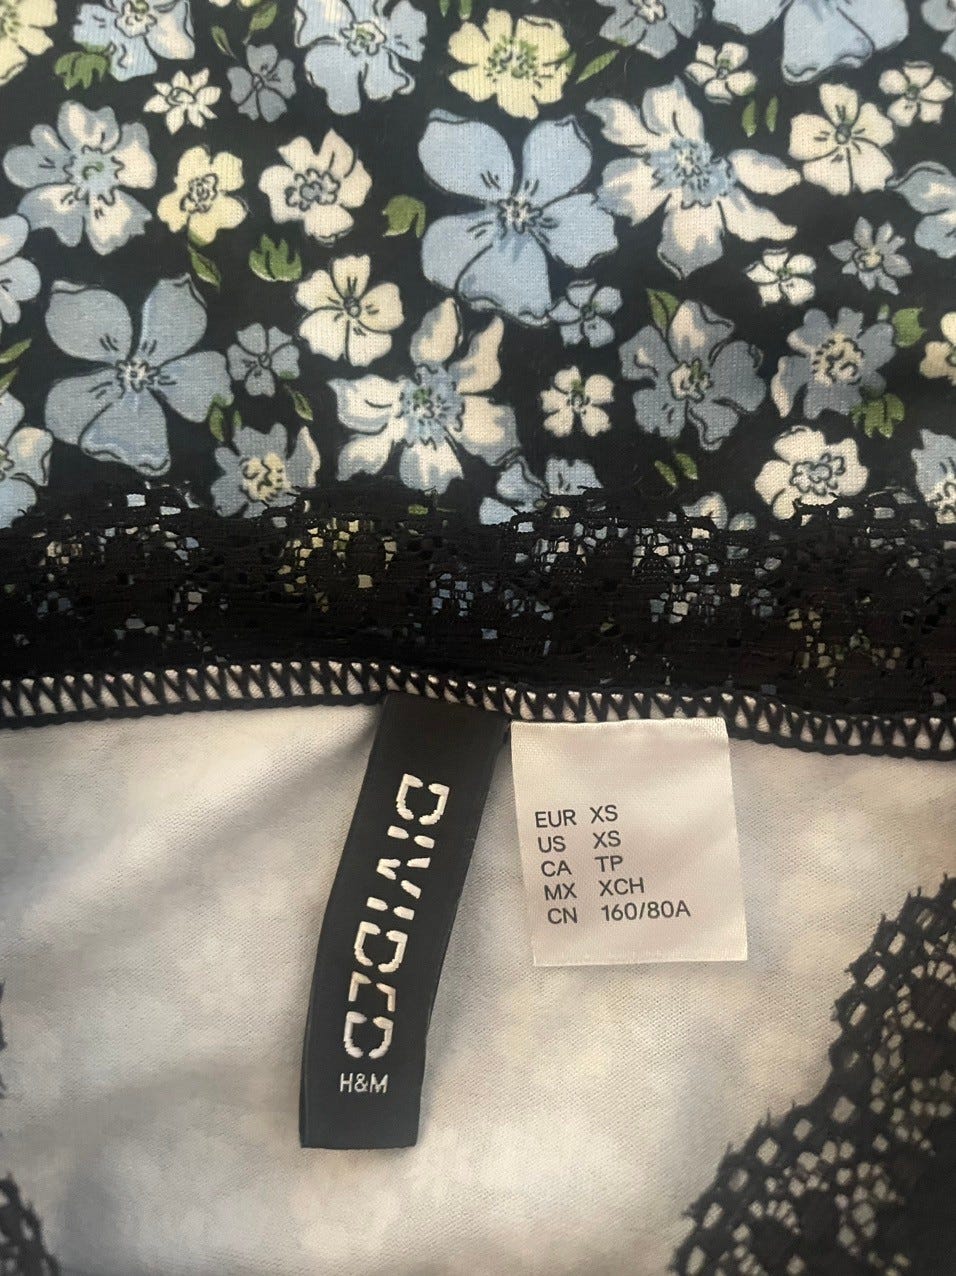 DIVIDED
H&M
EUR XS
US XS
CA TP
MX XCH
CN 160/80A